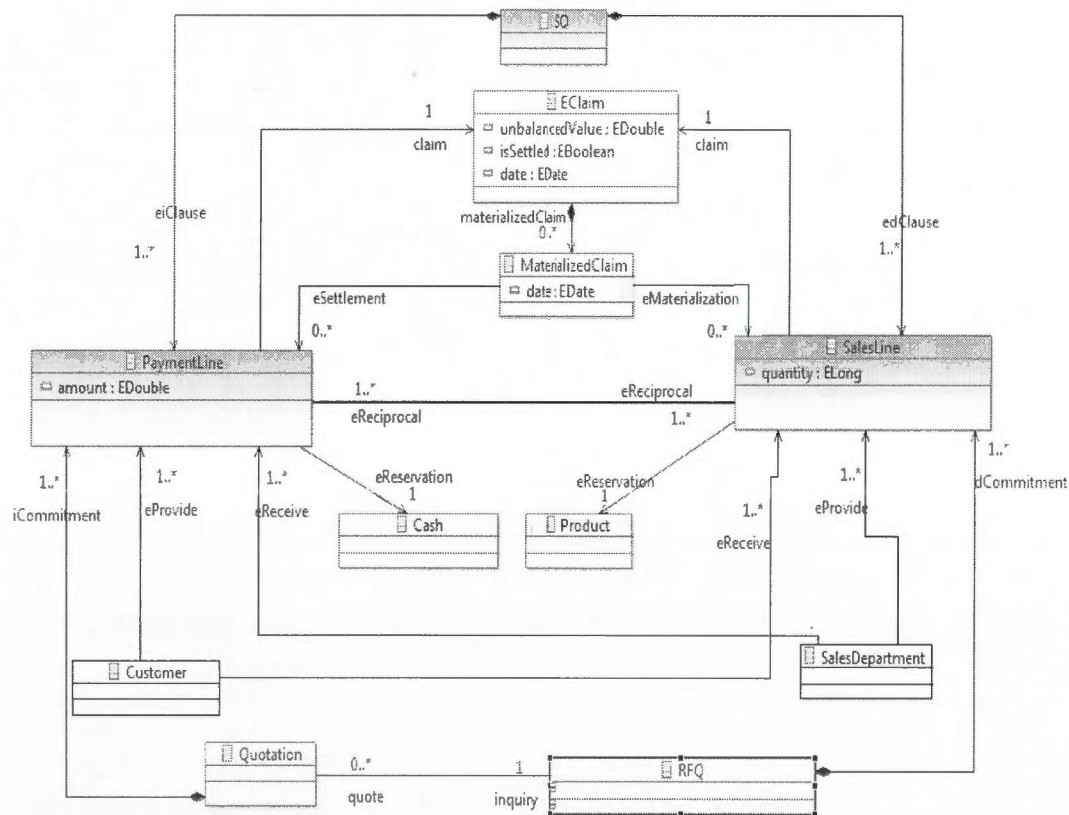 SO
EClaim
unbalancedValue : EDouble
isSettled : EBoolean
date : EDate
1
claim
1
claim
materializedClaim
0..*
eiClause
1..*
edClause
1..*
MaterializedClaim
date : EDate
eSettlement
0..*
eMaterialization
0..*
PaymentLine
amount : EDouble
SalesLine
quantity : ELong
1..*
eReciprocal
eReciprocal
1..*
1..*
iCommitment
1..*
eProvide
1..*
eReceive
eReservation
1
eReservation
1
1..*
eReceive
1..*
eProvide
1..*
dCommitment
Cash
Product
Customer
SalesDepartment
Quotation
0..*
quote
1
inquiry
RFQ